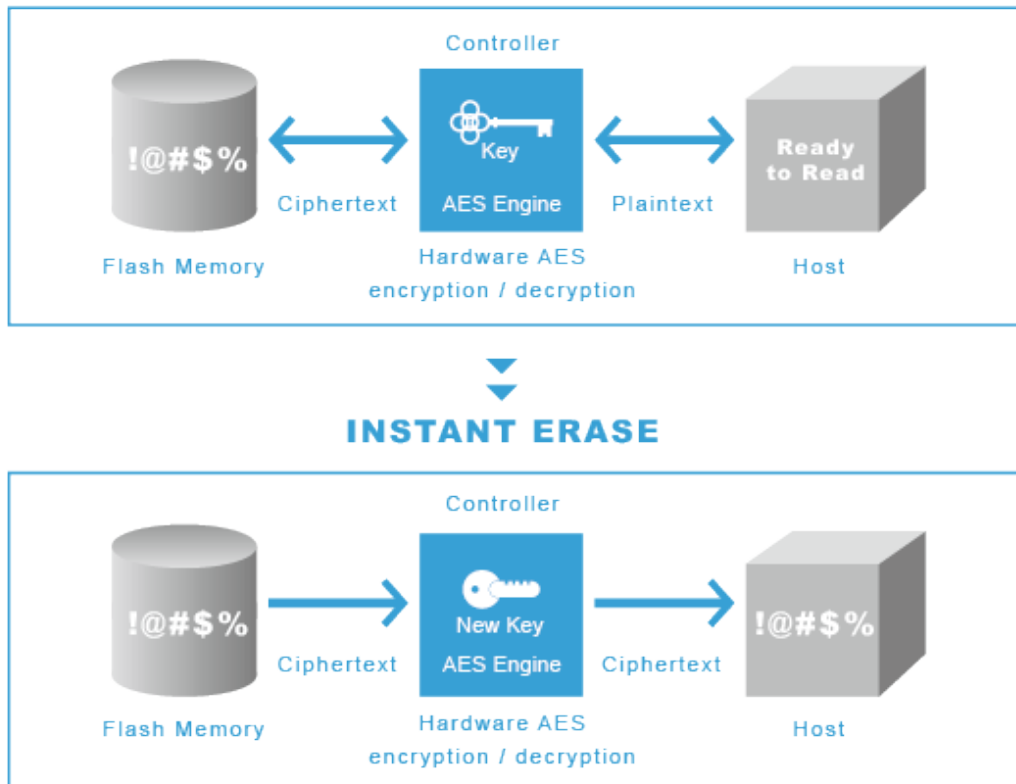 Controller
!@#$%
Key
Ready
to Read
Ciphertext
AES Engine
Plaintext
Flash Memory
Hardware AES
encryption / decryption
Host
INSTANT ERASE
Controller
!@#$%
New Key
!@#$%
Ciphertext
AES Engine
Ciphertext
Flash Memory
Hardware AES
encryption / decryption
Host